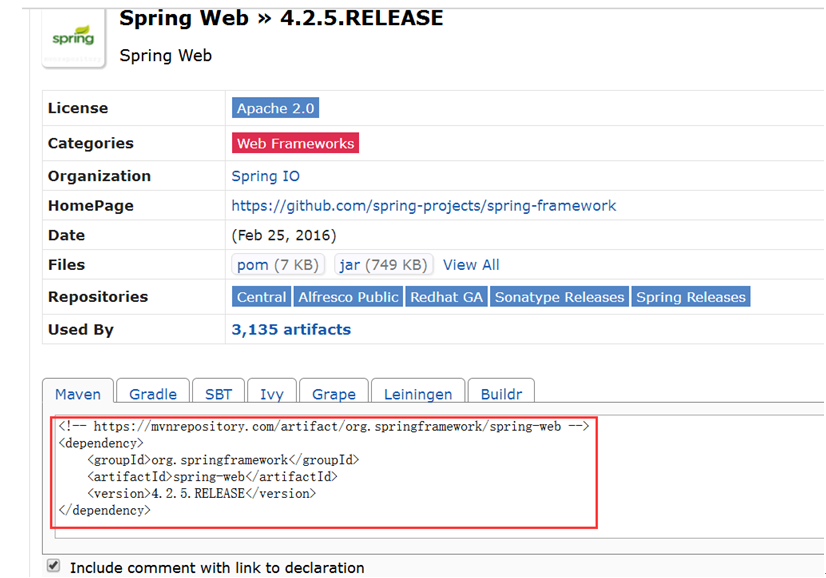 Spring Web » 4.2.5.RELEASE
spring
Spring Web
License Apache 2.0
Categories Web Frameworks
Organization Spring IO
HomePage https://github.com/spring-projects/spring-framework
Date (Feb 25, 2016)
Files pom (7 KB) jar (749 KB) View All
Repositories Central Alfresco Public Redhat GA Sonatype Releases Spring Releases
Used By 3,135 artifacts
Maven Gradle SBT Ivy Grape Leiningen Buildr
<!-- https://mvnrepository.com/artifact/org.springframework/spring-web -->
<dependency>
    <groupId>org.springframework</groupId>
    <artifactId>spring-web</artifactId>
    <version>4.2.5.RELEASE</version>
</dependency>
Include comment with link to declaration